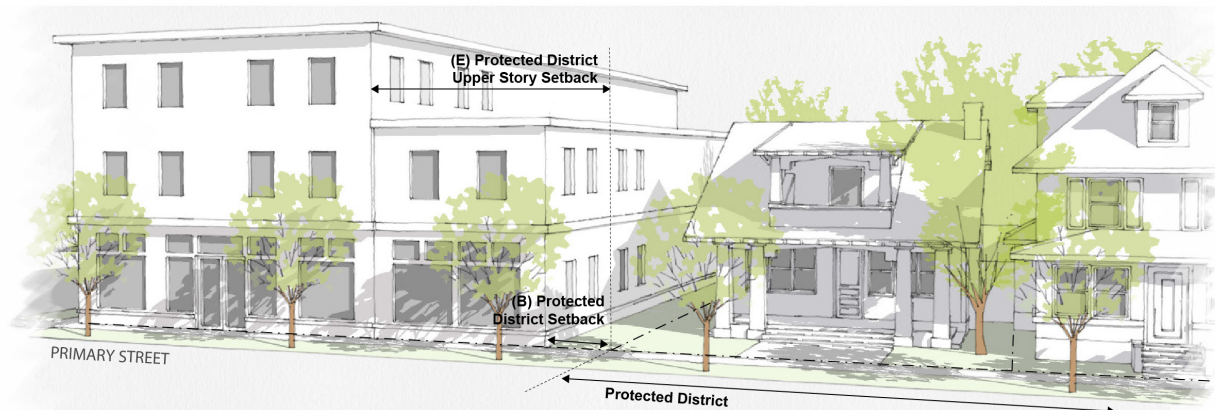 (E) Protected District
Upper Story Setback
(B) Protected
District Setback
PRIMARY STREET
Protected District